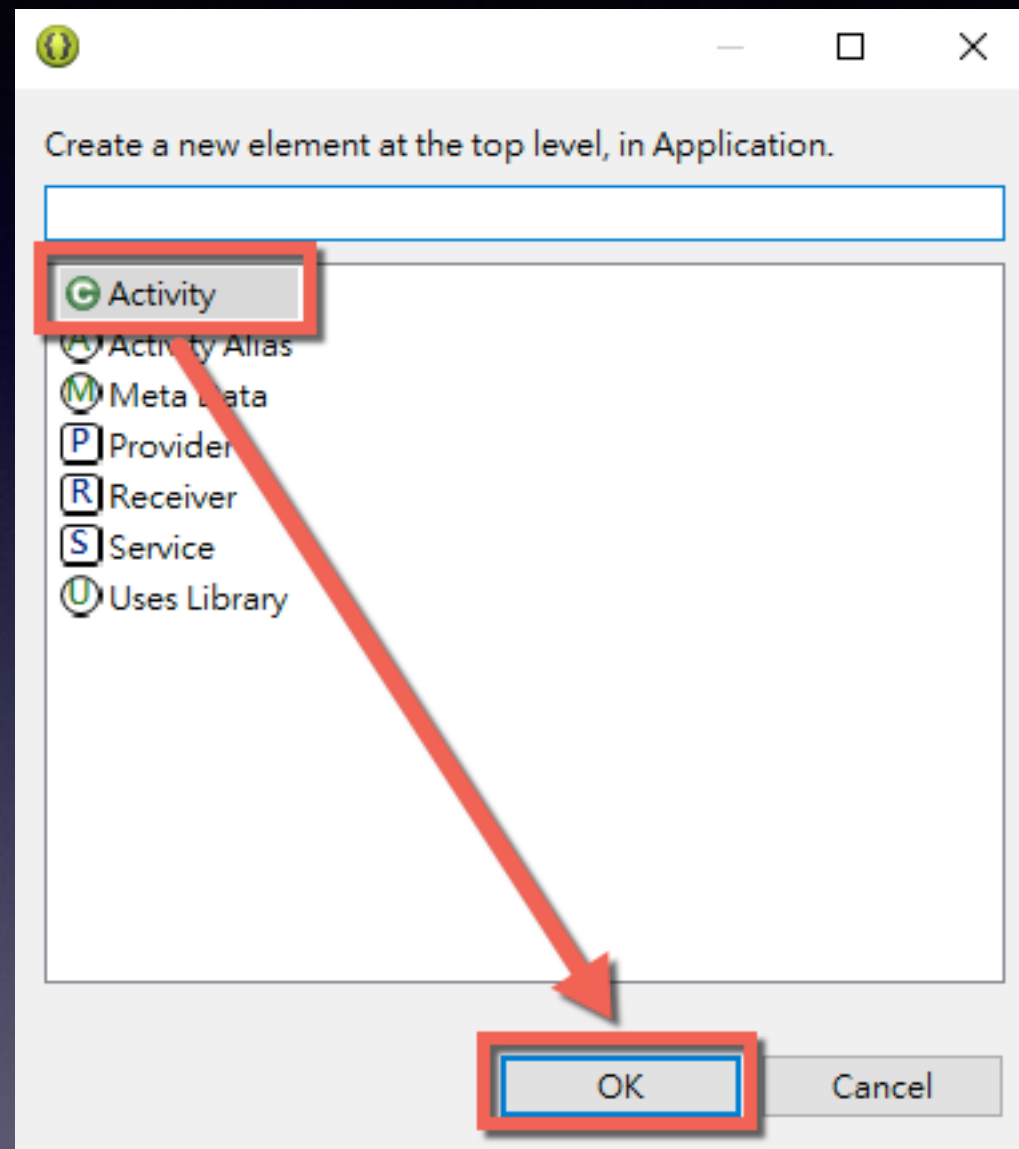 Create a new element at the top level, in Application.
C Activity
A Activity Alias
M Meta Data
P Provider
R Receiver
S Service
U Uses Library
OK Cancel